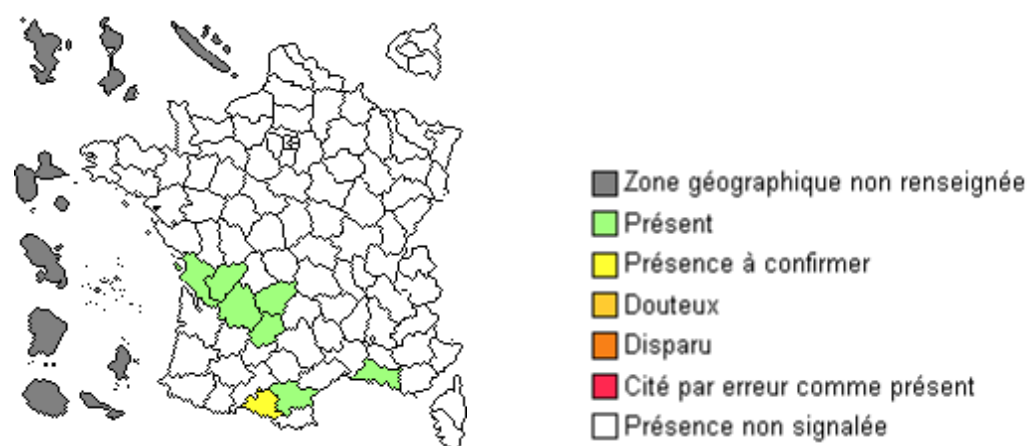 Zone géographique non renseignée
Présent
Présence à confirmer
Douteux
Disparu
Cité par erreur comme présent
Présence non signalée